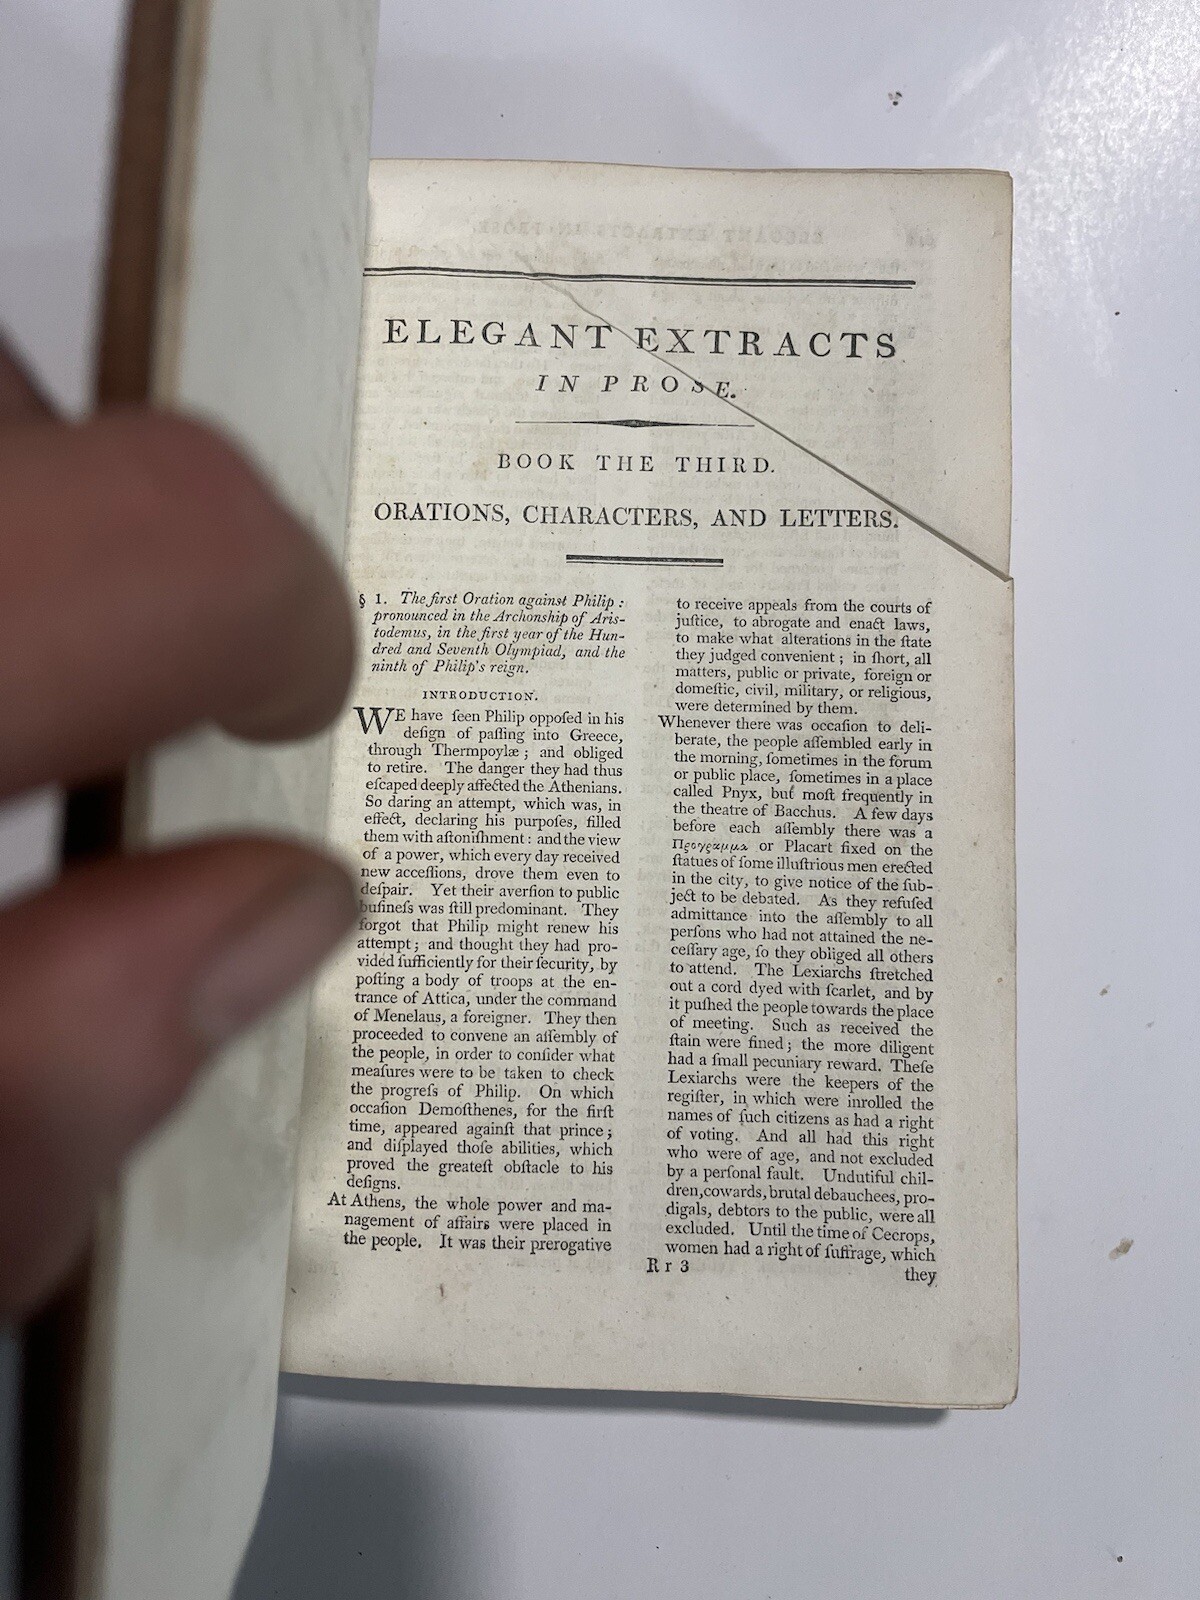 ELEGANT EXTRACTS
IN PROSE.
BOOK THE THIRD.
ORATIONS, CHARACTERS, AND LETTERS.
§ 1. The first Oration against Philip :
pronounced in the Archonship of Aris-
todemus, in the first year of the Hun-
dred and Seventh Olympiad, and the
ninth of Philip's reign.
INTRODUCTION.
WE have ſeen Philip oppoſed in his
deſign of paſſing into Greece,
through Thermpoylæ ; and obliged
to retire. The danger they had thus
eſcaped deeply affected the Athenians.
So daring an attempt, which was, in
effect, declaring his purpoſes, filled
them with aſtoniſhment : and the view
of a power, which every day received
new acceſſions, drove them even to
deſpair. Yet their averſion to public
buſineſs was ſtill predominant. They
forgot that Philip might renew his
attempt ; and thought they had pro-
vided ſufficiently for their ſecurity, by
poſting a body of troops at the en-
trance of Attica, under the command
of Menelaus, a foreigner. They then
proceeded to convene an aſſembly of
the people, in order to conſider what
meaſures were to be taken to check
the progreſs of Philip. On which
occaſion Demoſthenes, for the firſt
time, appeared againſt that prince ;
and diſplayed thoſe abilities, which
proved the greateſt obſtacle to his
deſigns.
At Athens, the whole power and ma-
nagement of affairs were placed in
the people. It was their prerogative
to receive appeals from the courts of
juſtice, to abrogate and enact laws,
to make what alterations in the ſtate
they judged convenient ; in ſhort, all
matters, public or private, foreign or
domeſtic, civil, military, or religious,
were determined by them.
Whenever there was occaſion to deli-
berate, the people aſſembled early in
the morning, ſometimes in the forum
or public place, ſometimes in a place
called Pnyx, but moſt frequently in
the theatre of Bacchus. A few days
before each aſſembly there was a
Προγραμμα or Placart fixed on the
ſtatues of ſome illuſtrious men erected
in the city, to give notice of the ſub-
ject to be debated. As they refuſed
admittance into the aſſembly to all
perſons who had not attained the ne-
ceſſary age, ſo they obliged all others
to attend. The Lexiarchs ſtretched
out a cord dyed with ſcarlet, and by
it puſhed the people towards the place
of meeting. Such as received the
ſtain were fined ; the more diligent
had a ſmall pecuniary reward. Theſe
Lexiarchs were the keepers of the
regiſter, in which were inrolled the
names of ſuch citizens as had a right
of voting. And all had this right
who were of age, and not excluded
by a perſonal fault. Undutiful chil-
dren, cowards, brutal debauchees, pro-
digals, debtors to the public, were all
excluded. Until the time of Cecrops,
women had a right of ſuffrage, which
R r 3
they